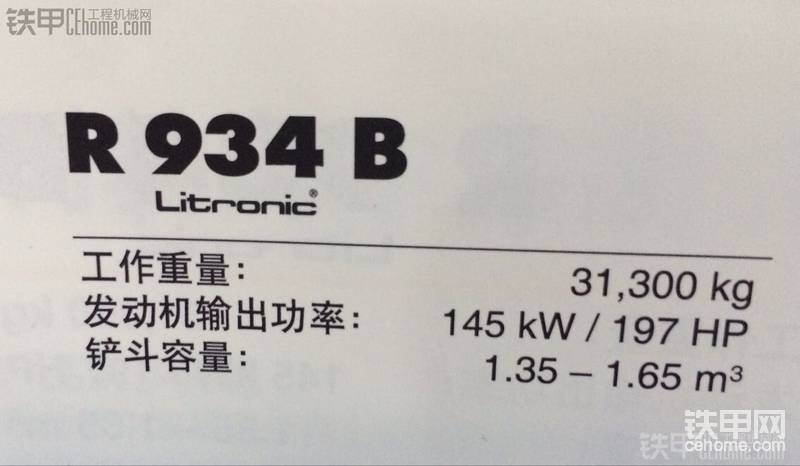 铁甲 工程机械网 CEhome.com
R 934 B
Litronic®
工作重量： 31,300 kg
发动机输出功率： 145 kW / 197 HP
铲斗容量： 1.35 – 1.65 m³
铁甲网
cehome.com
铁甲